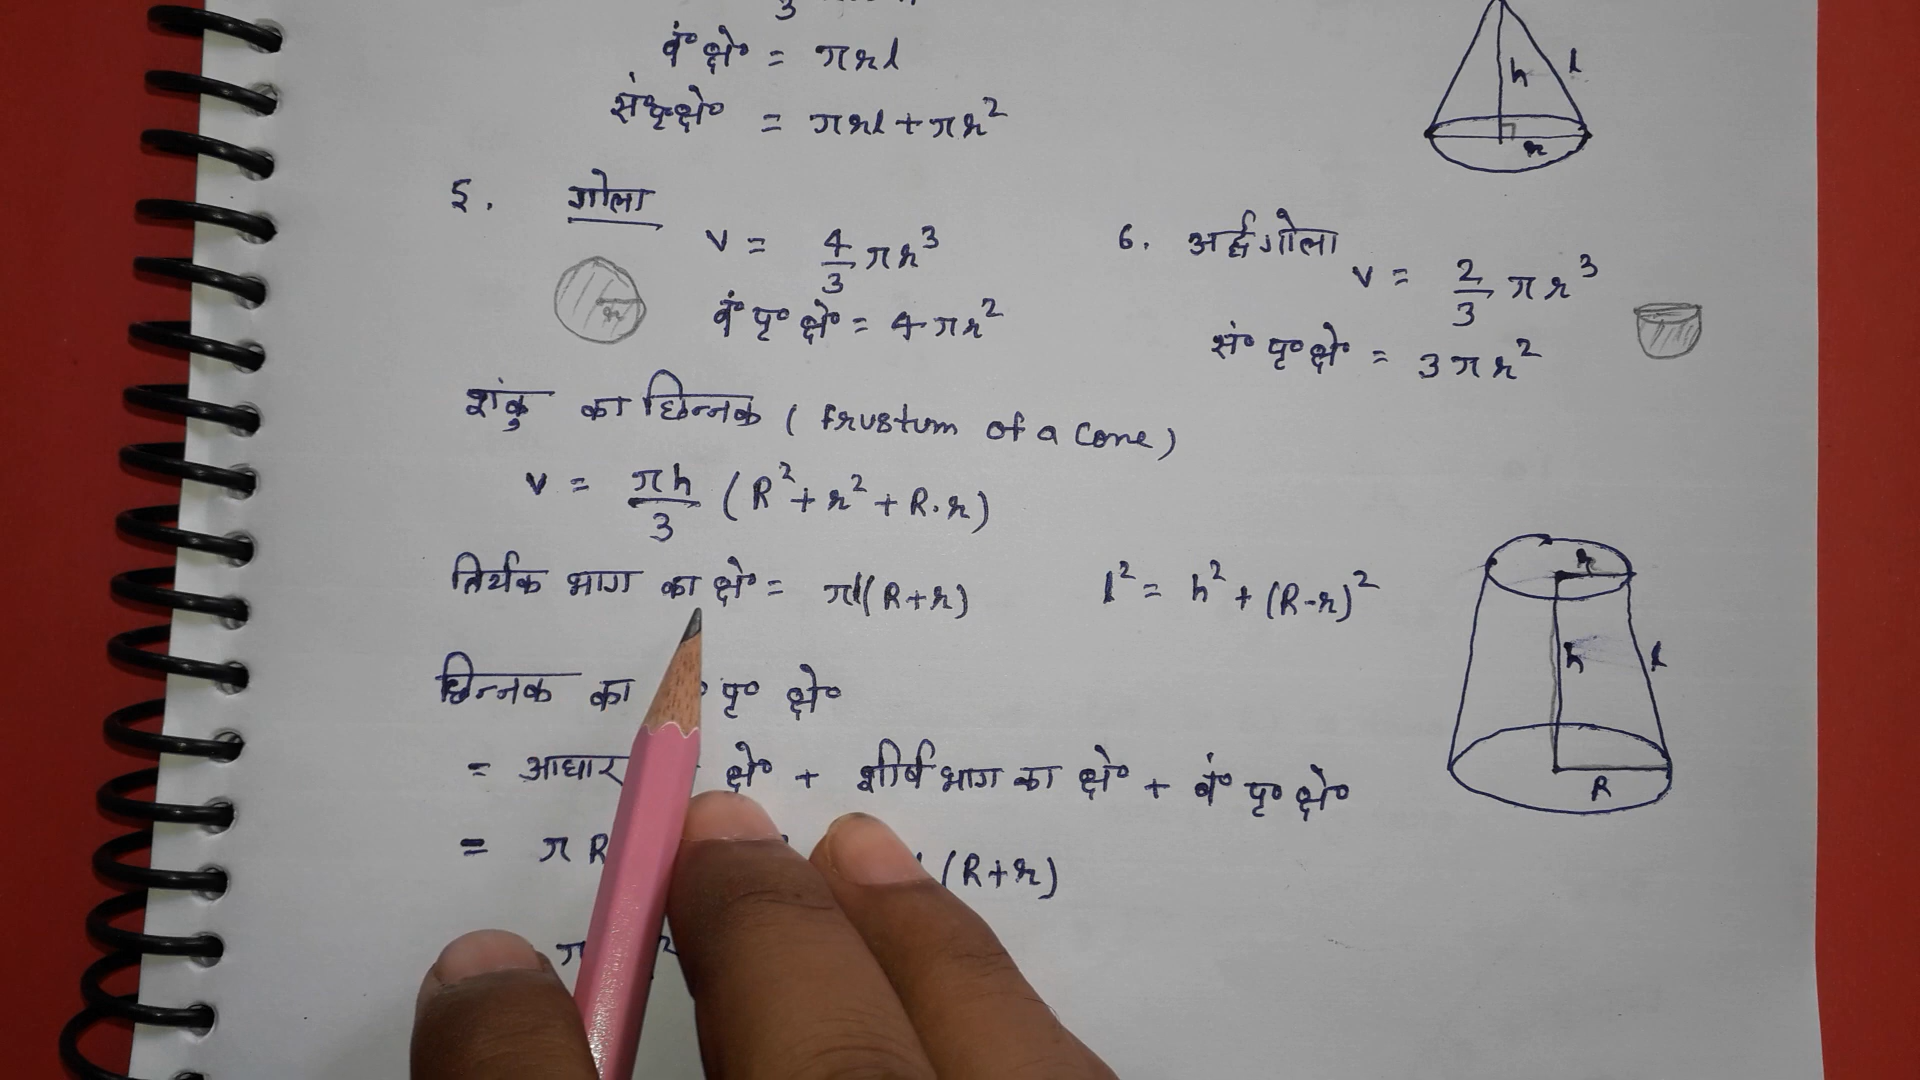 3
वं० क्षे० = πrl
सं०पृ०क्षे० = πrl + πr²
h l
r
5. गोला
V = 4/3 πr³
r
वं० पृ० क्षे० = 4πr²
6. अर्द्धगोला
V = 2/3 πr³
सं० पृ० क्षे० = 3πr²
शंकु का छिन्नक ( frustum of a cone )
V = πh/3 (R² + r² + R.r)
तिर्यक भाग का क्षे० = πl(R+r) l² = h² + (R-r)²
r
h l
R
छिन्नक का पृ० क्षे०
= आधार क्षे० + शीर्ष भाग का क्षे० + वं० पृ० क्षे०
= πR (R+r)
π